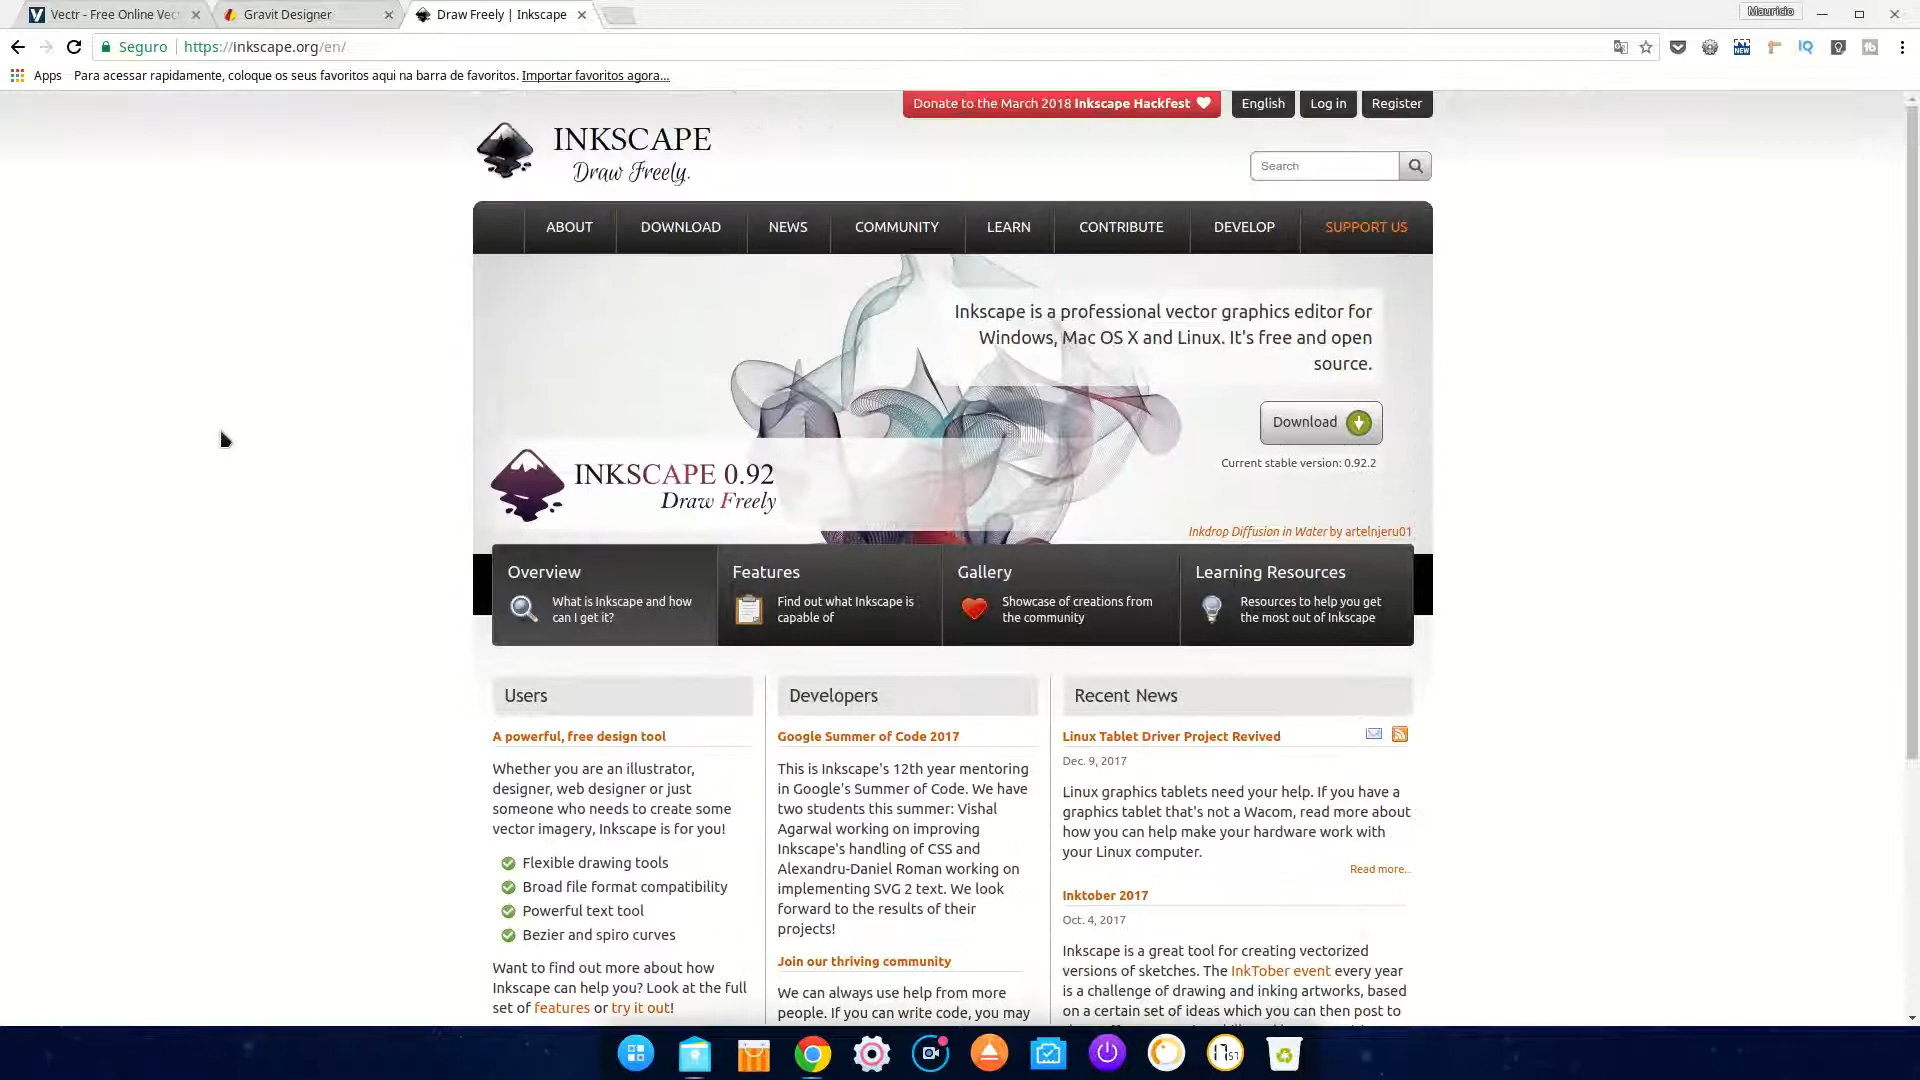 Vectr - Free Online Vect
Gravit Designer
Draw Freely | Inkscape
Mauricio
Seguro
https://inkscape.org/en/
Apps
Para acessar rapidamente, coloque os seus favoritos aqui na barra de favoritos. Importar favoritos agora...
Donate to the March 2018 Inkscape Hackfest
English
Log in
Register
INKSCAPE
Draw Freely.
Search
ABOUT
DOWNLOAD
NEWS
COMMUNITY
LEARN
CONTRIBUTE
DEVELOP
SUPPORT US
Inkscape is a professional vector graphics editor for
Windows, Mac OS X and Linux. It's free and open
source.
Download
Current stable version: 0.92.2
INKSCAPE 0.92
Draw Freely
Inkdrop Diffusion in Water by artelnjeru01
Overview
What is Inkscape and how
can I get it?
Features
Find out what Inkscape is
capable of
Gallery
Showcase of creations from
the community
Learning Resources
Resources to help you get
the most out of Inkscape
Users
A powerful, free design tool
Whether you are an illustrator,
designer, web designer or just
someone who needs to create some
vector imagery, Inkscape is for you!
Flexible drawing tools
Broad file format compatibility
Powerful text tool
Bezier and spiro curves
Want to find out more about how
Inkscape can help you? Look at the full
set of features or try it out!
Developers
Google Summer of Code 2017
This is Inkscape's 12th year mentoring
in Google's Summer of Code. We have
two students this summer: Vishal
Agarwal working on improving
Inkscape's handling of CSS and
Alexandru-Daniel Roman working on
implementing SVG 2 text. We look
forward to the results of their
projects!
Join our thriving community
We can always use help from more
people. If you can write code, you may
Recent News
Linux Tablet Driver Project Revived
Dec. 9, 2017
Linux graphics tablets need your help. If you have a
graphics tablet that's not a Wacom, read more about
how you can help make your hardware work with
your Linux computer.
Read more..
Inktober 2017
Oct. 4, 2017
Inkscape is a great tool for creating vectorized
versions of sketches. The InkTober event every year
is a challenge of drawing and inking artworks, based
on a certain set of ideas which you can then post to